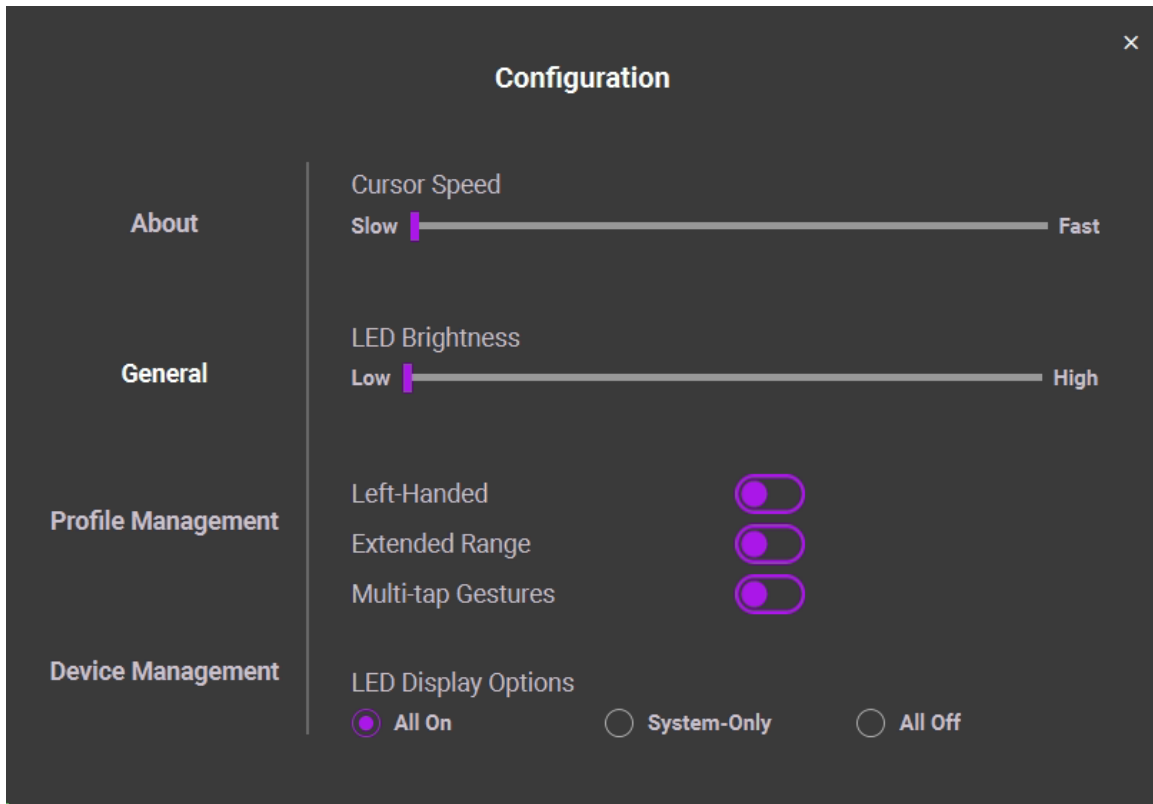 ×
Configuration
About
General
Profile Management
Device Management
Cursor Speed
Slow Fast
LED Brightness
Low High
Left-Handed
Extended Range
Multi-tap Gestures
LED Display Options
All On System-Only All Off